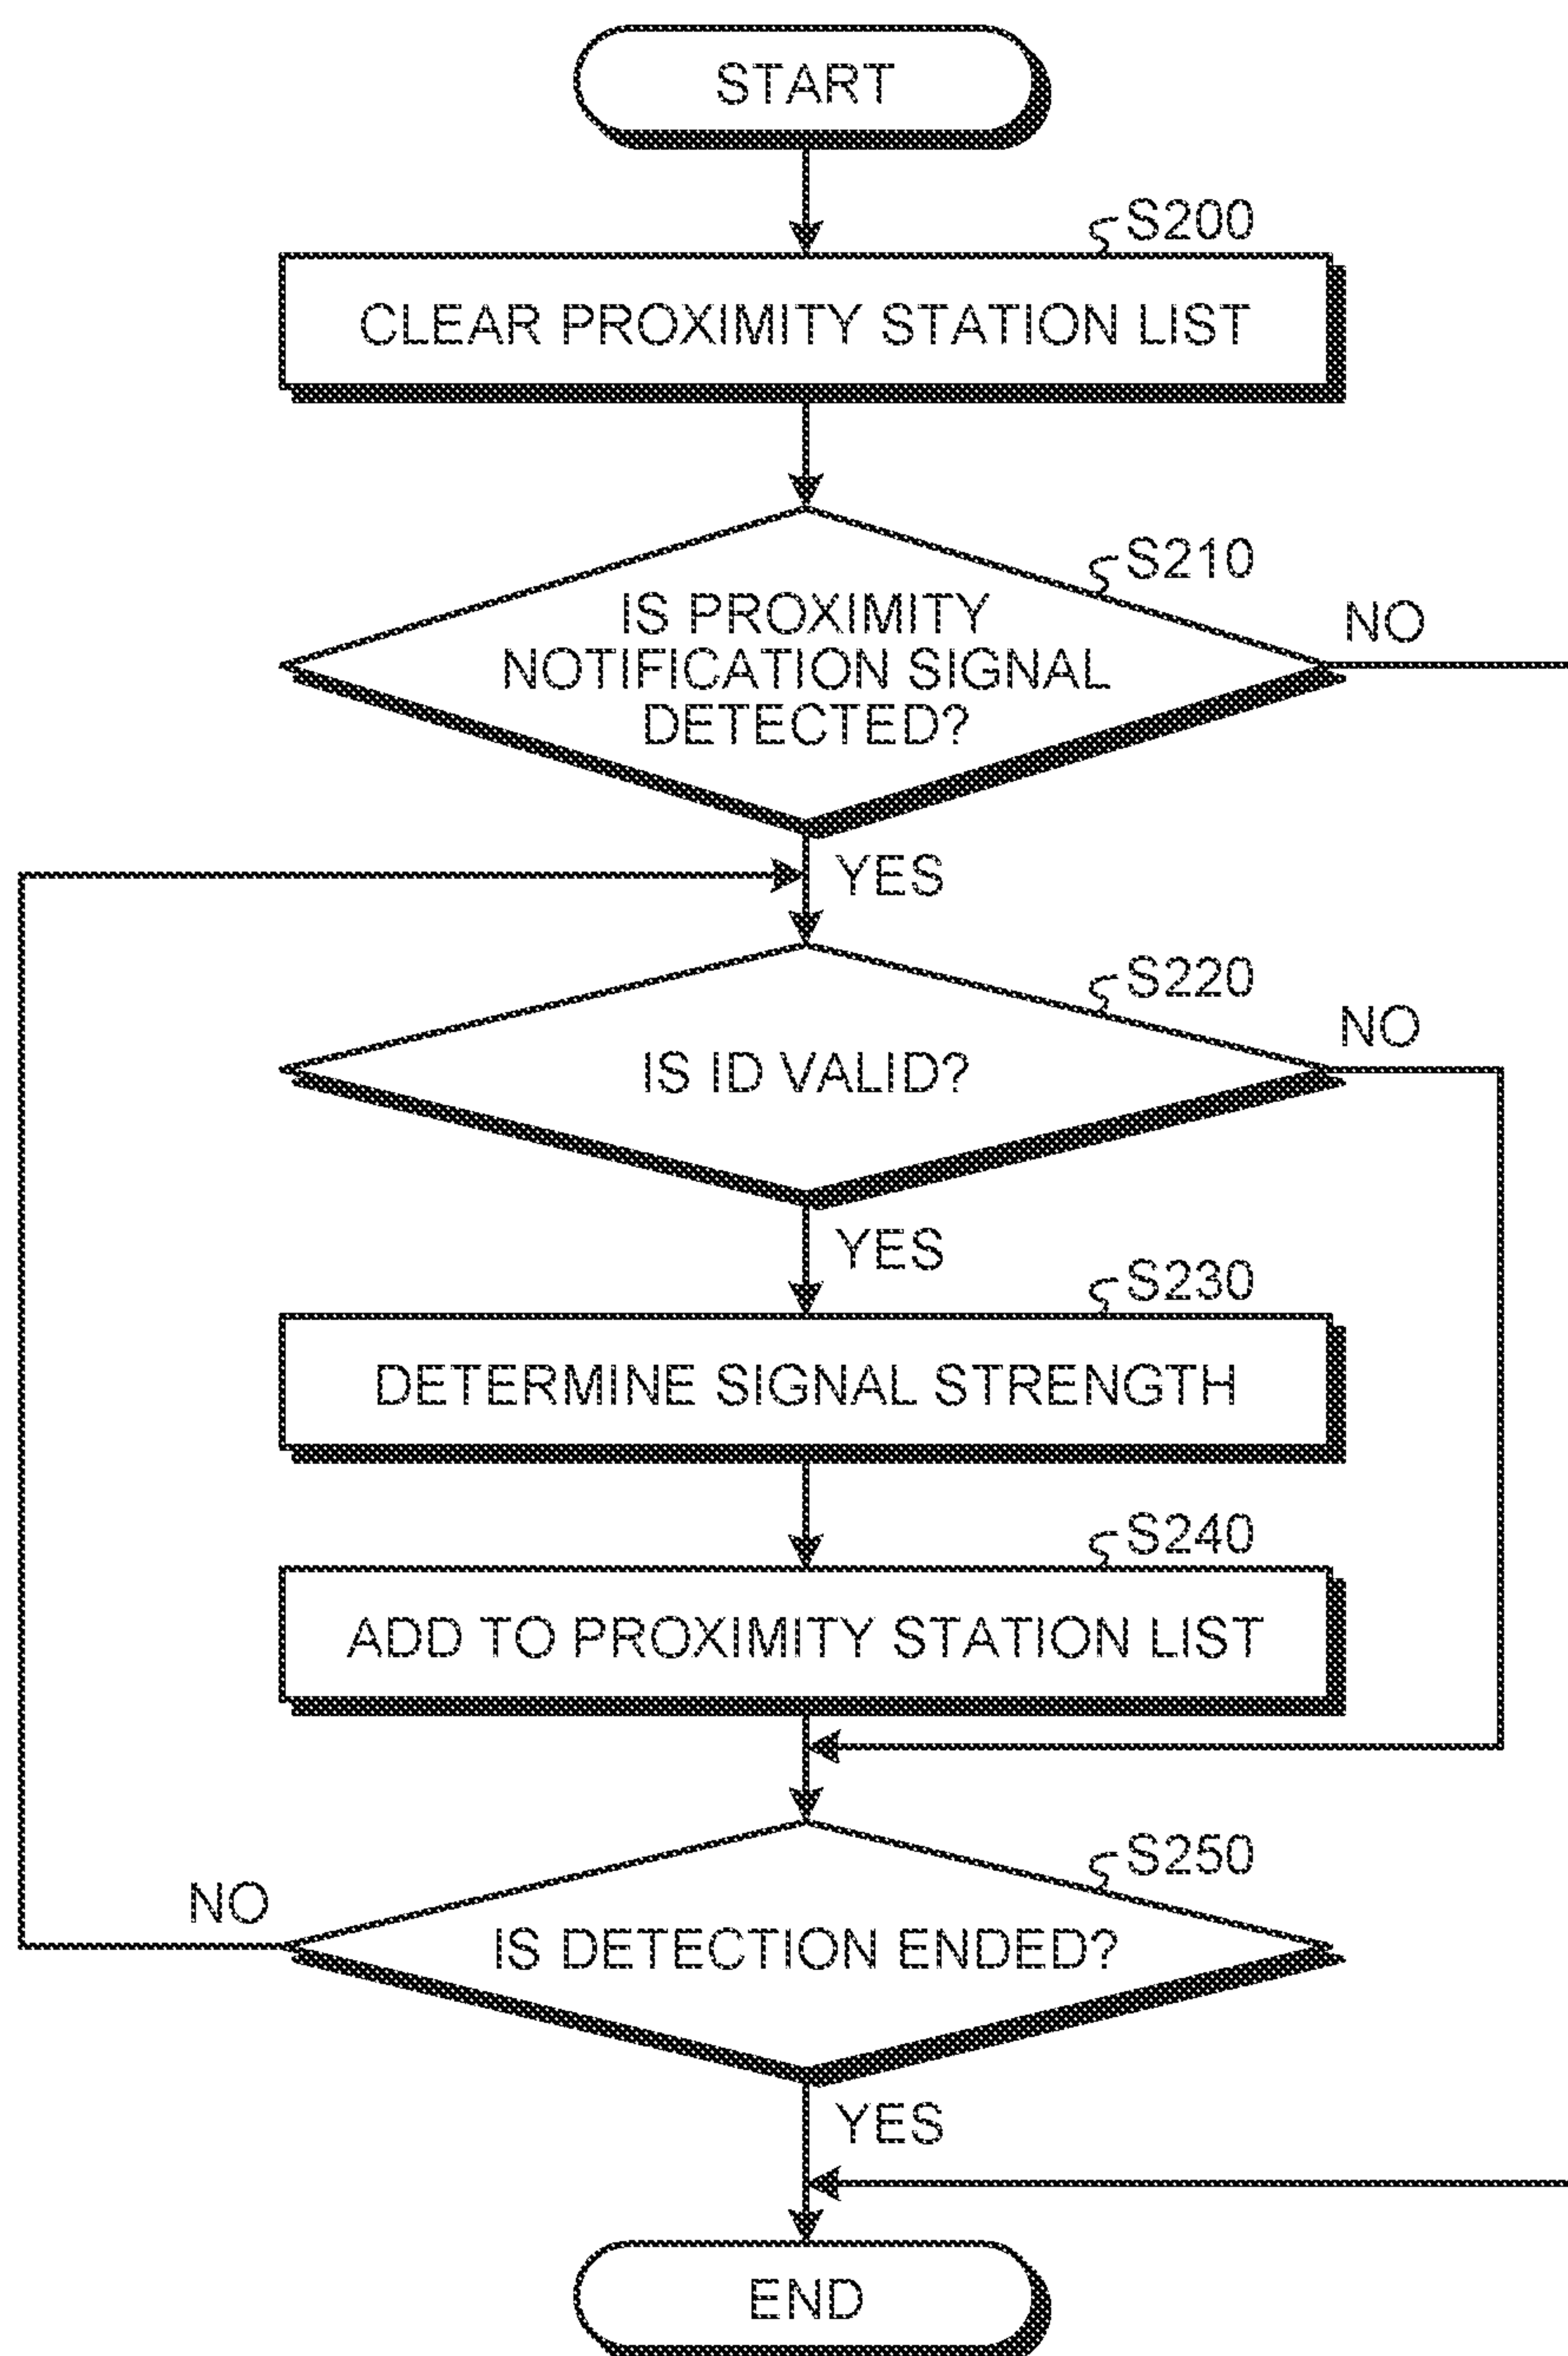 START
S200
CLEAR PROXIMITY STATION LIST
S210
IS PROXIMITY
NOTIFICATION SIGNAL
DETECTED?
NO
YES
S220
NO
IS ID VALID?
YES
S230
DETERMINE SIGNAL STRENGTH
S240
ADD TO PROXIMITY STATION LIST
S250
NO
IS DETECTION ENDED?
YES
END